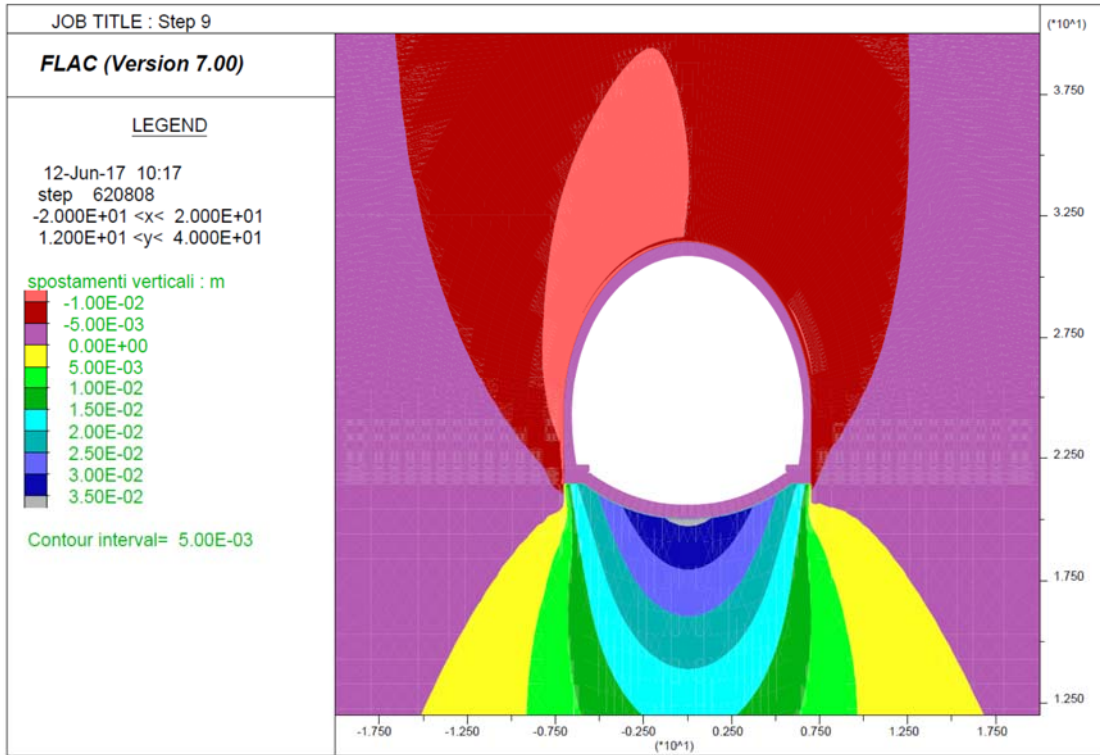 JOB TITLE : Step 9
FLAC (Version 7.00)
LEGEND
12-Jun-17 10:17
step 620808
-2.000E+01 <x< 2.000E+01
1.200E+01 <y< 4.000E+01
spostamenti verticali : m
-1.00E-02
-5.00E-03
0.00E+00
5.00E-03
1.00E-02
1.50E-02
2.00E-02
2.50E-02
3.00E-02
3.50E-02
Contour interval= 5.00E-03
(*10^1)
3.750
3.250
2.750
2.250
1.750
1.250
-1.750
-1.250
-0.750
-0.250
0.250
0.750
1.250
1.750
(*10^1)